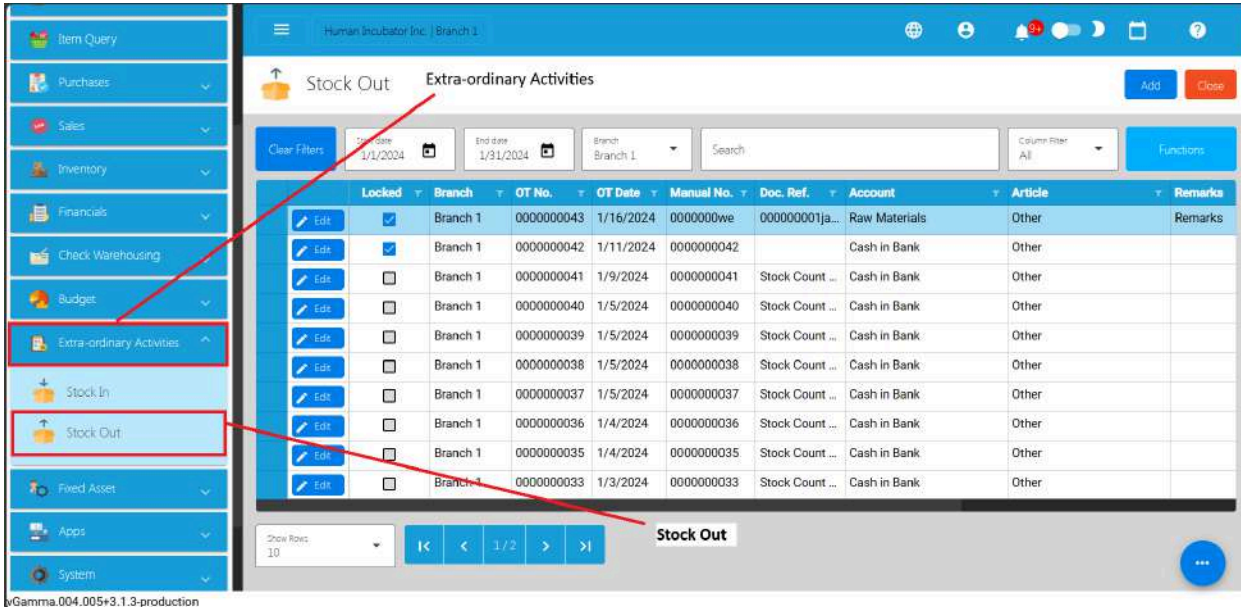 Item Query
Purchases
Sales
Inventory
Financials
Check Warehousing
Budget
Extra-ordinary Activities
Stock In
Stock Out
Fixed Asset
Apps
System
vGamma.004.005+3.1.3-production
Human Incubator Inc. | Branch 1
9+
Stock Out
Extra-ordinary Activities
Add
Close
Clear Filters
Start date
1/1/2024
End date
1/31/2024
Branch
Branch 1
Search
Column Filter
All
Functions
Locked Branch OT No. OT Date Manual No. Doc. Ref. Account Article Remarks
Edit Branch 1 0000000043 1/16/2024 0000000we 000000001ja... Raw Materials Other Remarks
Edit Branch 1 0000000042 1/11/2024 0000000042 Cash in Bank Other
Edit Branch 1 0000000041 1/9/2024 0000000041 Stock Count ... Cash in Bank Other
Edit Branch 1 0000000040 1/5/2024 0000000040 Stock Count ... Cash in Bank Other
Edit Branch 1 0000000039 1/5/2024 0000000039 Stock Count ... Cash in Bank Other
Edit Branch 1 0000000038 1/5/2024 0000000038 Stock Count ... Cash in Bank Other
Edit Branch 1 0000000037 1/5/2024 0000000037 Stock Count ... Cash in Bank Other
Edit Branch 1 0000000036 1/4/2024 0000000036 Stock Count ... Cash in Bank Other
Edit Branch 1 0000000035 1/4/2024 0000000035 Stock Count ... Cash in Bank Other
Edit Branch 1 0000000033 1/3/2024 0000000033 Stock Count ... Cash in Bank Other
Show Rows
10
1/2
Stock Out